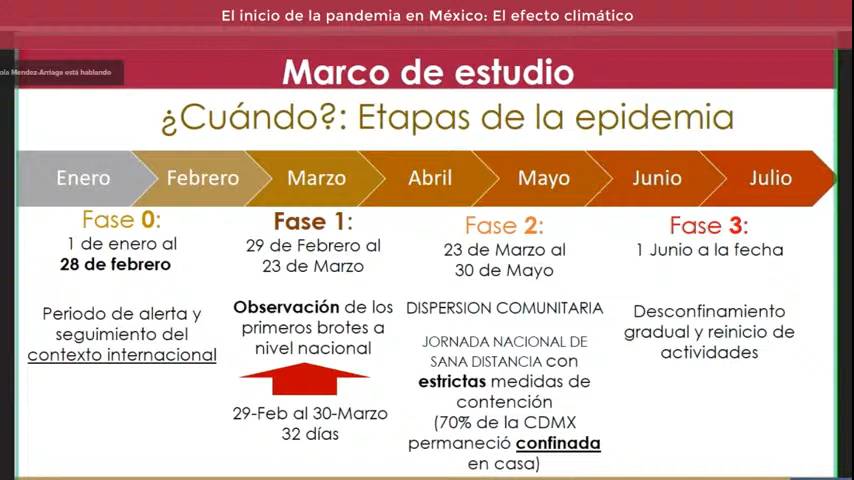 El inicio de la pandemia en México: El efecto climático
ola Mendez-Arriaga está hablando
Marco de estudio
¿Cuándo?: Etapas de la epidemia
Enero
Febrero
Marzo
Abril
Mayo
Junio
Julio
Fase 0:
1 de enero al
28 de febrero
Periodo de alerta y
seguimiento del
contexto internacional
Fase 1:
29 de Febrero al
23 de Marzo
Observación de los
primeros brotes a
nivel nacional
29-Feb al 30-Marzo
32 días
Fase 2:
23 de Marzo al
30 de Mayo
DISPERSION COMUNITARIA
JORNADA NACIONAL DE
SANA DISTANCIA con
estrictas medidas de
contención
(70% de la CDMX
permaneció confinada
en casa)
Fase 3:
1 Junio a la fecha
Desconfinamiento
gradual y reinicio de
actividades